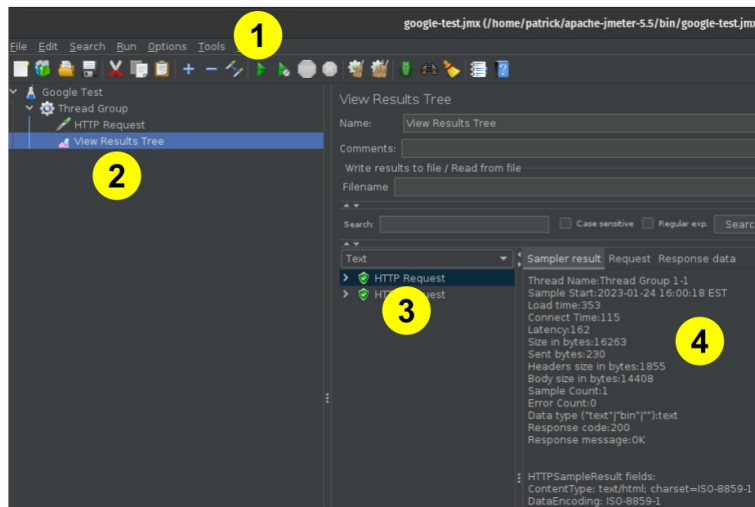 google-test.jmx (/home/patrick/apache-jmeter-5.5/bin/google-test.jmx
1
File Edit Search Run Options Tools
Google Test
Thread Group
HTTP Request
View Results Tree
2
View Results Tree
Name: View Results Tree
Comments:
Write results to file / Read from file
Filename
Search: Case sensitive Regular exp. Searc
Text
HTTP Request
HTTP Request
3
Sampler result Request Response data
Thread Name:Thread Group 1-1
Sample Start:2023-01-24 16:00:18 EST
Load time:353
Connect Time:115
Latency:162
Size in bytes:16263
Sent bytes:230
Headers size in bytes:1855
Body size in bytes:14408
Sample Count:1
Error Count:0
Data type ("text"|"bin"|""):text
Response code:200
Response message:OK
4
HTTPSampleResult fields:
ContentType: text/html; charset=ISO-8859-1
DataEncoding: ISO-8859-1